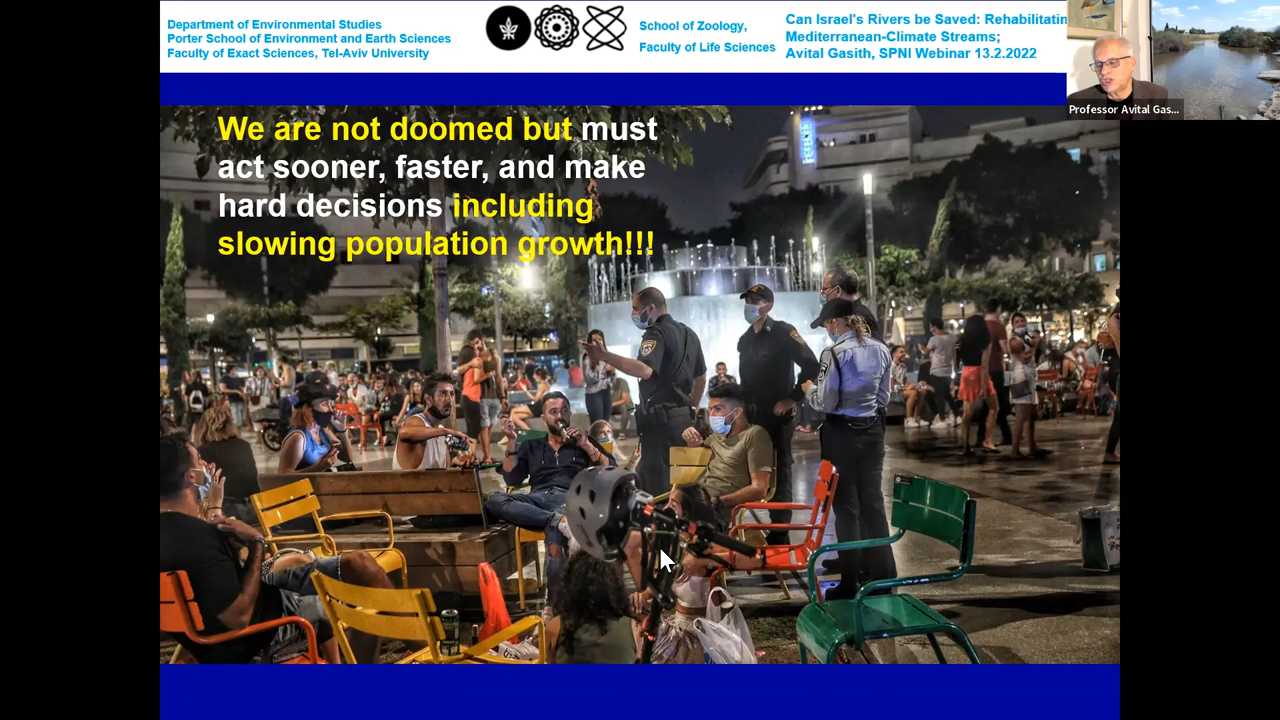 Department of Environmental Studies
Porter School of Environment and Earth Sciences
Faculty of Exact Sciences, Tel-Aviv University
School of Zoology,
Faculty of Life Sciences
Can Israel's Rivers be Saved: Rehabilitatin
Mediterranean-Climate Streams;
Avital Gasith, SPNI Webinar 13.2.2022
Professor Avital Gas...
We are not doomed but must
act sooner, faster, and make
hard decisions including
slowing population growth!!!